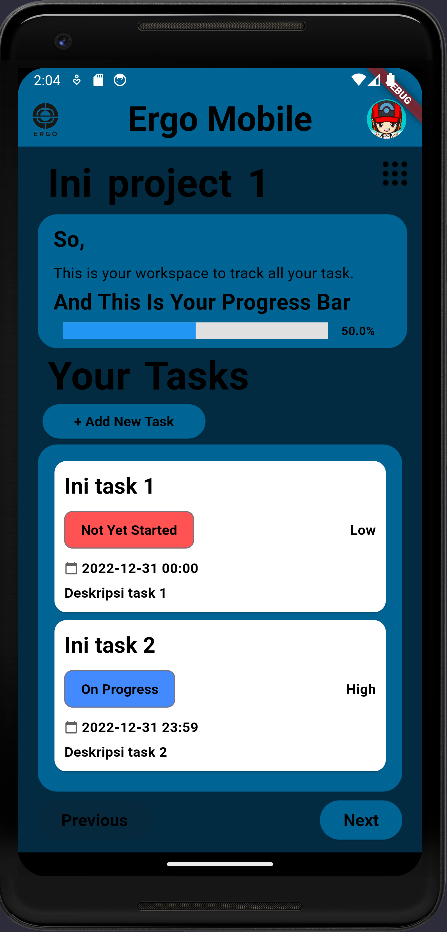 2:04
DEBUG
ERGO
Ergo Mobile
Ini project 1
So,
This is your workspace to track all your task.
And This Is Your Progress Bar
50.0%
Your Tasks
+ Add New Task
Ini task 1
Not Yet Started
Low
2022-12-31 00:00
Deskripsi task 1
Ini task 2
On Progress
High
2022-12-31 23:59
Deskripsi task 2
Previous
Next